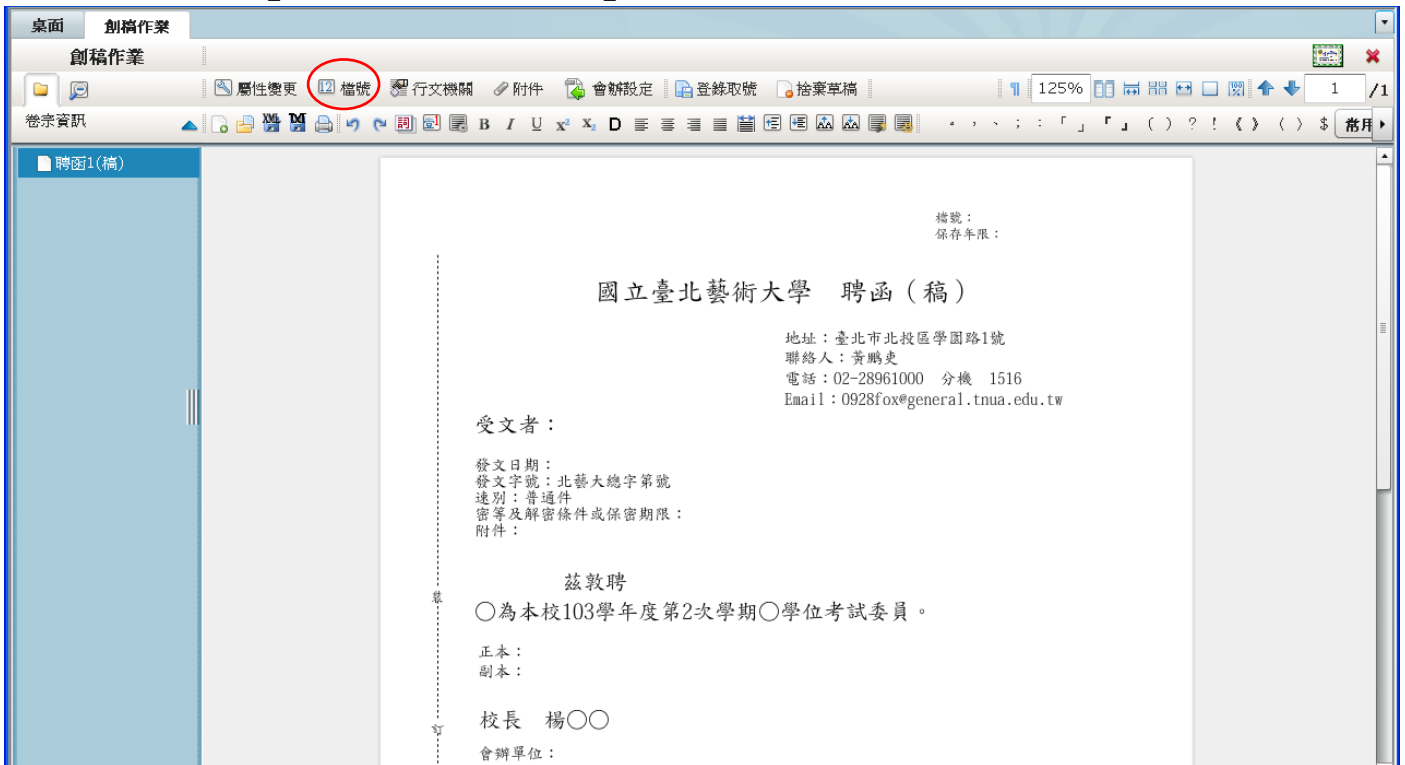 桌面 創稿作業
創稿作業
屬性變更 12 檔號 行文機關 附件 會辦設定 登錄取號 捨棄草稿 ¶ 125% 1 /1
卷宗資訊 B I U x² X₂ D 。 , 、 ; : 「 」 『 』 ( ) ? ! 《 》 〈 〉 $ 常用
聘函1(稿)
檔號：
保存年限：
國立臺北藝術大學 聘函（稿）
地址：臺北市北投區學園路1號
聯絡人：黃鵬吏
電話：02-28961000 分機 1516
Email：0928fox@general.tnua.edu.tw
受文者：
發文日期：
發文字號：北藝大總字第號
速別：普通件
密等及解密條件或保密期限：
附件：
茲敦聘
裝
○為本校103學年度第2次學期○學位考試委員。
正本：
副本：
校長 楊○○
訂
會辦單位：